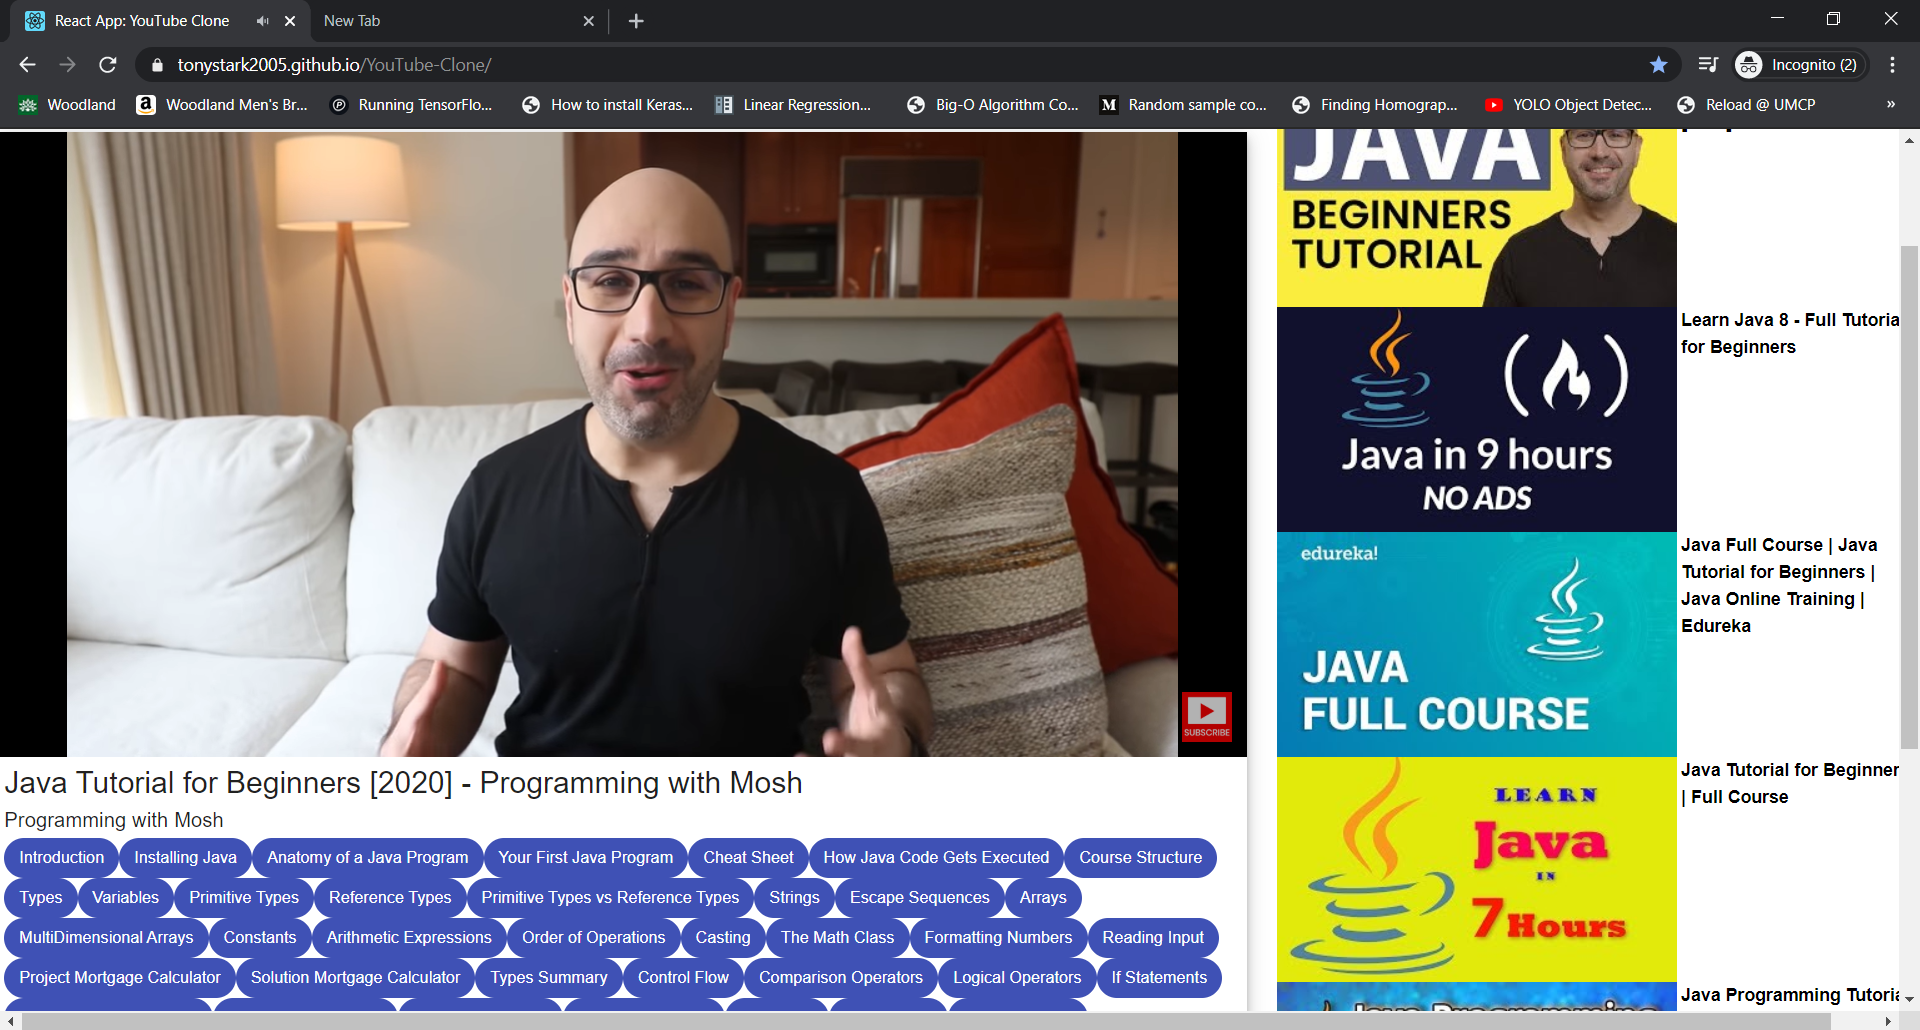 React App: YouTube Clone
New Tab
tonystark2005.github.io/YouTube-Clone/
Incognito (2)
Woodland
a
Woodland Men's Br...
Running TensorFlo...
How to install Keras...
Linear Regression...
Big-O Algorithm Co...
M
Random sample co...
Finding Homograp...
YOLO Object Detec...
Reload @ UMCP
»
SUBSCRIBE
Java Tutorial for Beginners [2020] - Programming with Mosh
Programming with Mosh
Introduction Installing Java Anatomy of a Java Program Your First Java Program Cheat Sheet How Java Code Gets Executed Course Structure
Types Variables Primitive Types Reference Types Primitive Types vs Reference Types Strings Escape Sequences Arrays
MultiDimensional Arrays Constants Arithmetic Expressions Order of Operations Casting The Math Class Formatting Numbers Reading Input
Project Mortgage Calculator Solution Mortgage Calculator Types Summary Control Flow Comparison Operators Logical Operators If Statements
JAVA
BEGINNERS
TUTORIAL
Java in 9 hours
NO ADS
Learn Java 8 - Full Tutoria
for Beginners
edureka!
JAVA
FULL COURSE
Java Full Course | Java
Tutorial for Beginners |
Java Online Training |
Edureka
LEARN
Java
IN
7 Hours
Java Tutorial for Beginner
| Full Course
Java Programming
Java Programming Tutoria